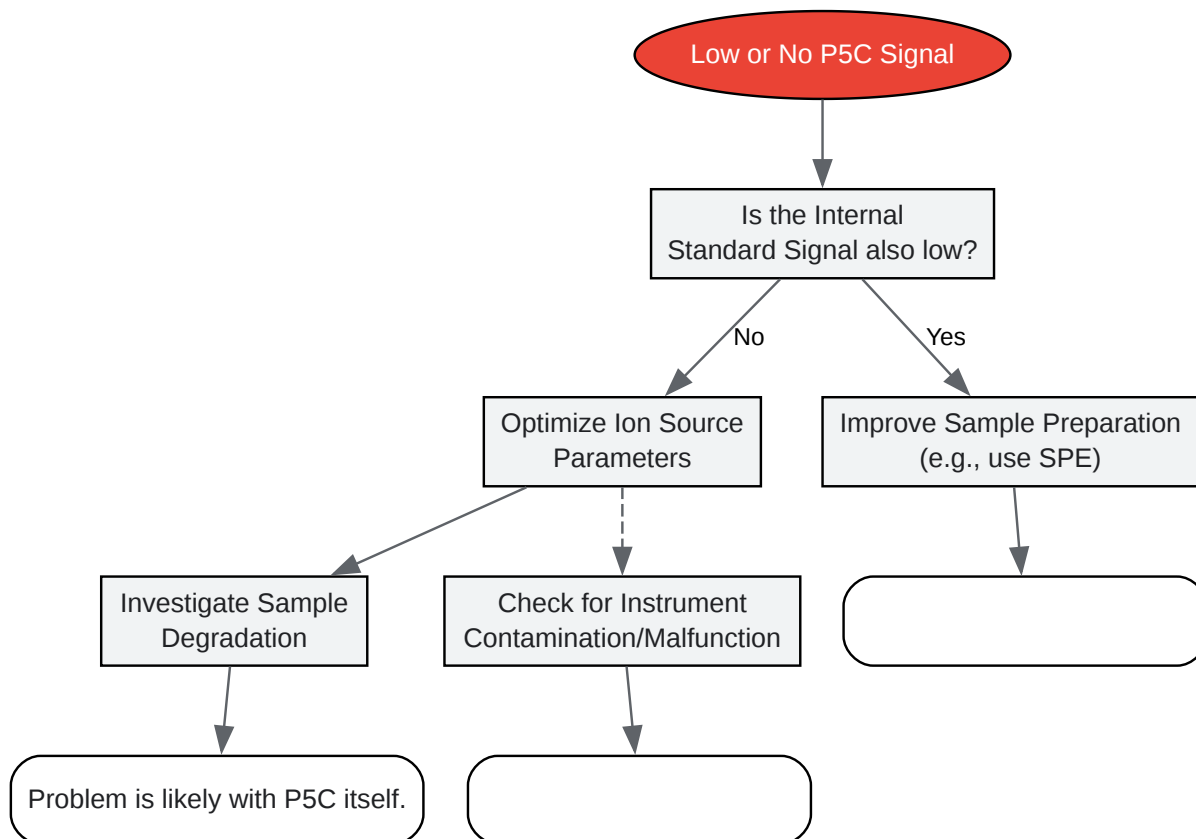 Low or No P5C Signal
Is the Internal
Standard Signal also low?
No
Yes
Optimize Ion Source
Parameters
Improve Sample Preparation
(e.g., use SPE)
Investigate Sample
Degradation
Check for Instrument
Contamination/Malfunction
Problem is likely with P5C itself.